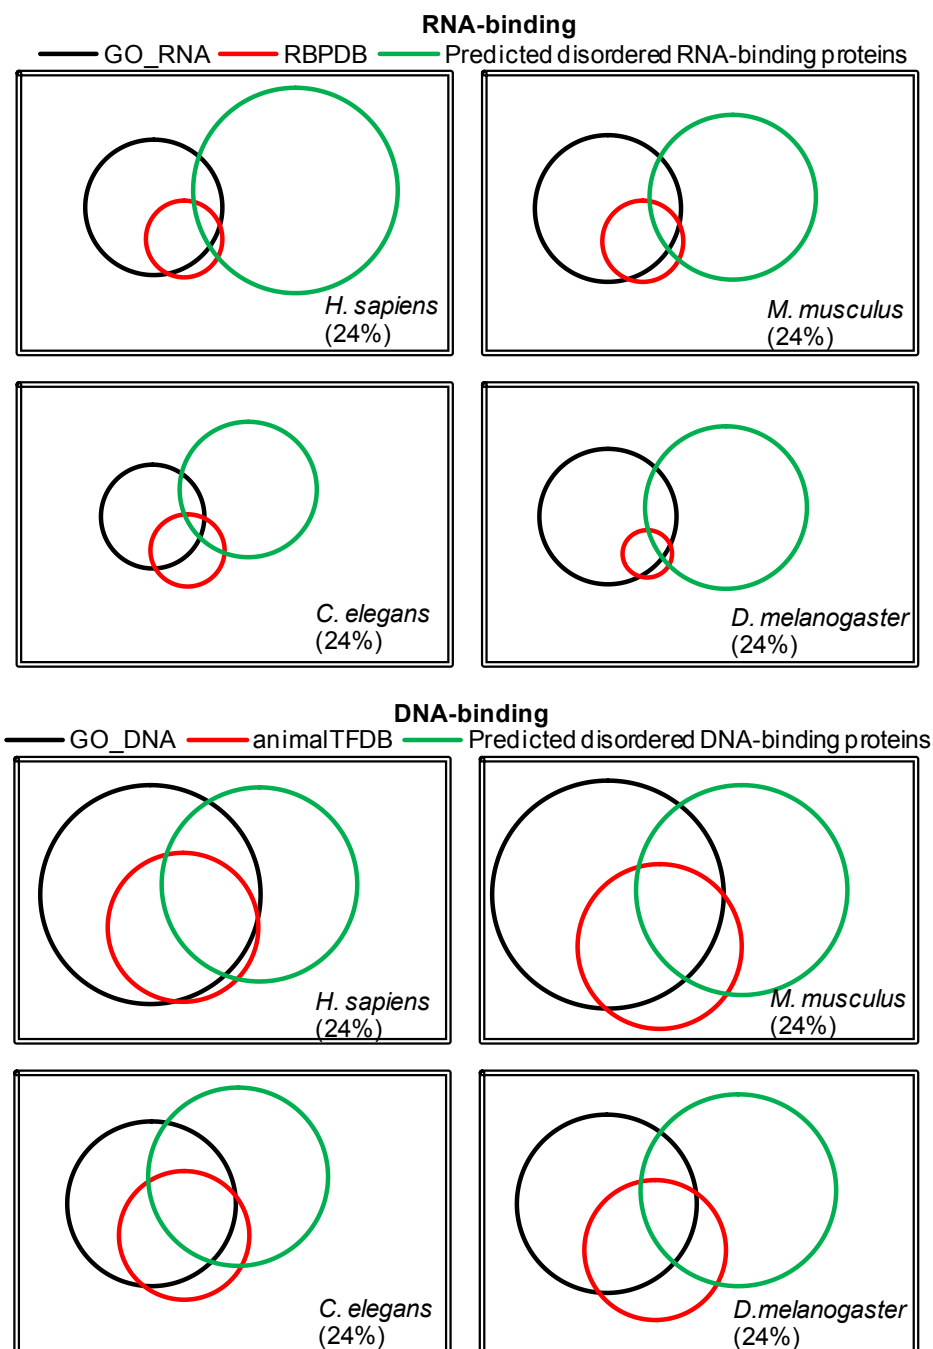 RNA-binding
GO_RNA RBPDB Predicted disordered RNA-binding proteins
H. sapiens
(24%)
M. musculus
(24%)
C. elegans
(24%)
D. melanogaster
(24%)
DNA-binding
GO_DNA animalTFDB Predicted disordered DNA-binding proteins
H. sapiens
(24%)
M. musculus
(24%)
C. elegans
(24%)
D.melanogaster
(24%)